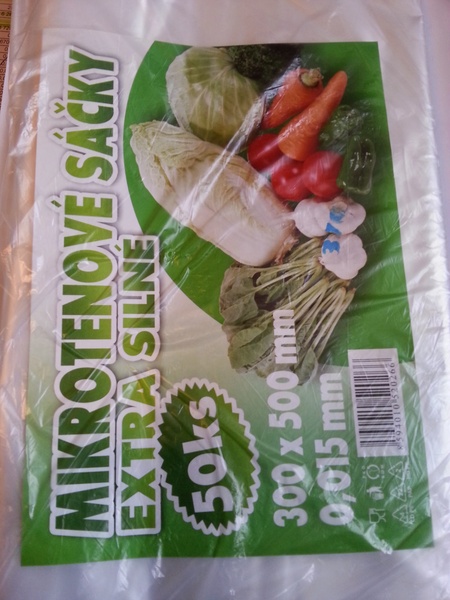 MIKROTENOVÉ SÁČKY
EXTRA SILNÉ
50ks
300 x 500 mm
0,015 mm